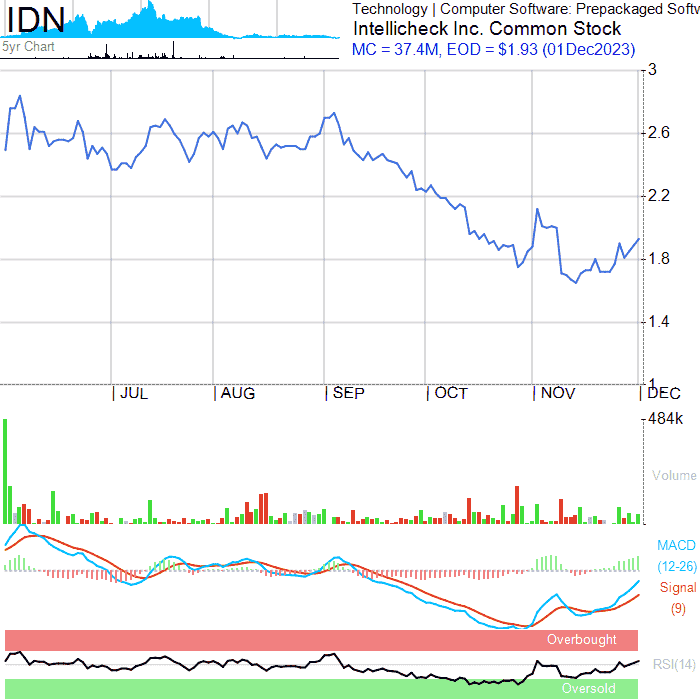 IDN
5yr Chart
Technology | Computer Software: Prepackaged Softw
Intellicheck Inc. Common Stock
MC = 37.4M, EOD = $1.93 (01Dec2023)
3
2.6
2.2
1.8
1.4
1
| JUL | AUG | SEP | OCT | NOV | DEC
484k
Volume
MACD
(12-26)
Signal
(9)
Overbought
RSI(14)
Oversold